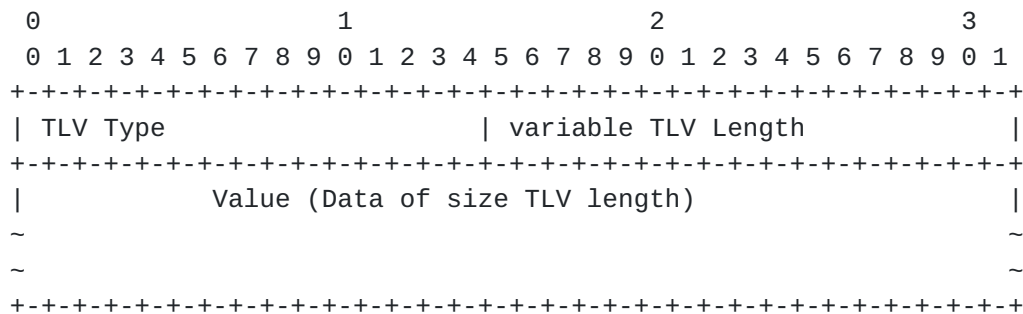 0                   1                   2                   3
 0 1 2 3 4 5 6 7 8 9 0 1 2 3 4 5 6 7 8 9 0 1 2 3 4 5 6 7 8 9 0 1
+-+-+-+-+-+-+-+-+-+-+-+-+-+-+-+-+-+-+-+-+-+-+-+-+-+-+-+-+-+-+-+-+
| TLV Type                    | variable TLV Length             |
+-+-+-+-+-+-+-+-+-+-+-+-+-+-+-+-+-+-+-+-+-+-+-+-+-+-+-+-+-+-+-+-+
|            Value (Data of size TLV length)                    |
~                                                               ~
~                                                               ~
+-+-+-+-+-+-+-+-+-+-+-+-+-+-+-+-+-+-+-+-+-+-+-+-+-+-+-+-+-+-+-+-+